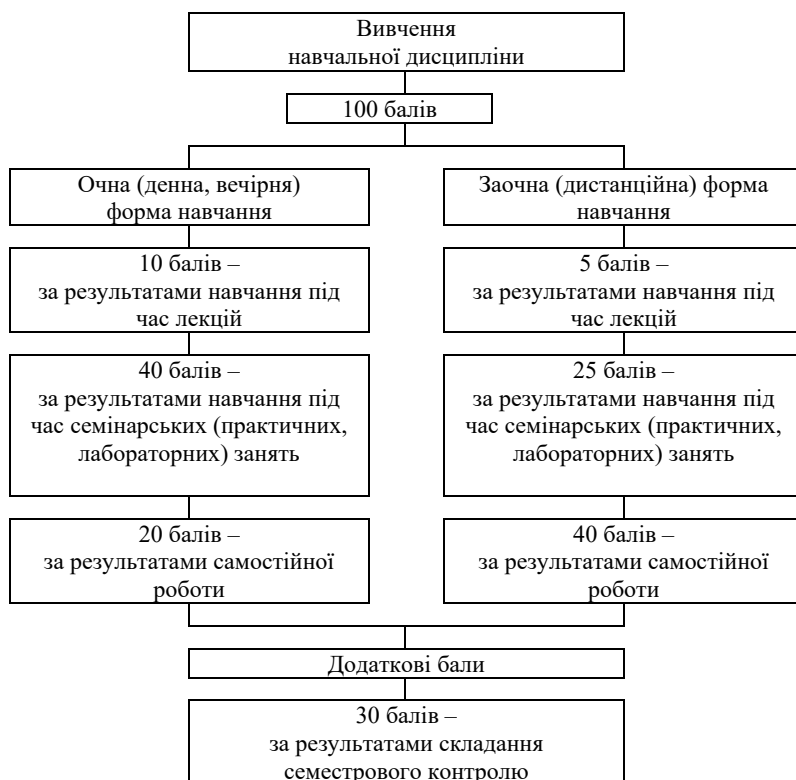 Вивчення
навчальної дисципліни
100 балів
Очна (денна, вечірня)
форма навчання
Заочна (дистанційна) форма
навчання
10 балів –
за результатами навчання під
час лекцій
5 балів –
за результатами навчання під
час лекцій
40 балів –
за результатами навчання під
час семінарських (практичних,
лабораторних) занять
25 балів –
за результатами навчання під
час семінарських (практичних,
лабораторних) занять
20 балів –
за результатами самостійної
роботи
40 балів –
за результатами самостійної
роботи
Додаткові бали
30 балів –
за результатами складання
семестрового контролю